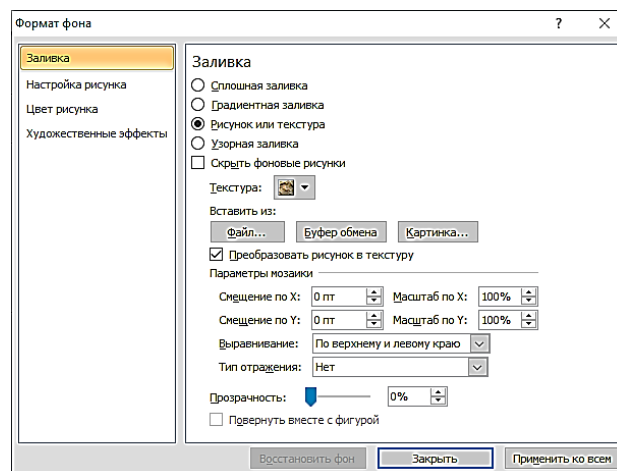 Формат фона ?
Заливка
Настройка рисунка
Цвет рисунка
Художественные эффекты
Заливка
Сплошная заливка
Градиентная заливка
Рисунок или текстура
Узорная заливка
Скрыть фоновые рисунки
Текстура:
Вставить из:
Файл... Буфер обмена Картинка...
Преобразовать рисунок в текстуру
Параметры мозаики
Смещение по X: 0 пт Масштаб по X: 100%
Смещение по Y: 0 пт Масштаб по Y: 100%
Выравнивание: По верхнему и левому краю
Тип отражения: Нет
Прозрачность: 0%
Повернуть вместе с фигурой
Восстановить фон Закрыть Применить ко всем